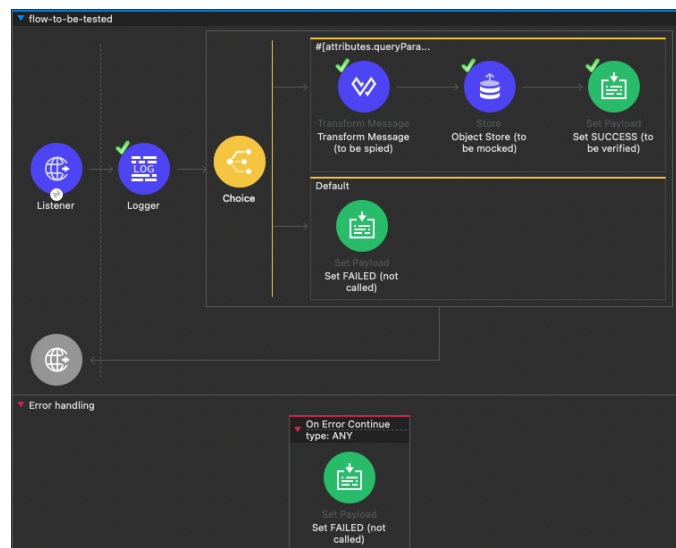 flow-to-be-tested
#[attributes.queryPara...
Transform Message
Transform Message
(to be spied)
Store
Object Store (to
be mocked)
Set Payload
Set SUCCESS (to
be verified)
LOG
Listener
Logger
Choice
Default
Set Payload
Set FAILED (not
called)
Error handling
On Error Continue
type: ANY
Set Payload
Set FAILED (not
called)